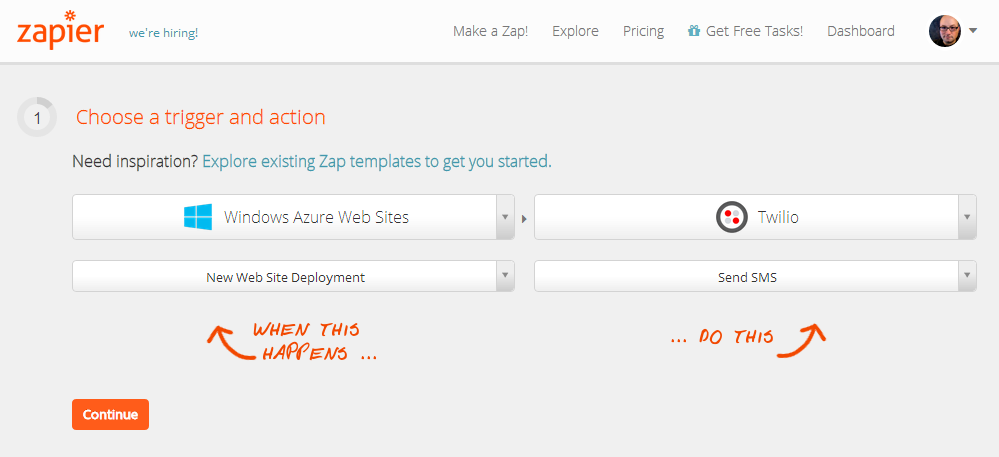 zapier we're hiring! Make a Zap! Explore Pricing Get Free Tasks! Dashboard
1 Choose a trigger and action
Need inspiration? Explore existing Zap templates to get you started.
Windows Azure Web Sites Twilio
New Web Site Deployment Send SMS
WHEN THIS
HAPPENS ...
... DO THIS
Continue